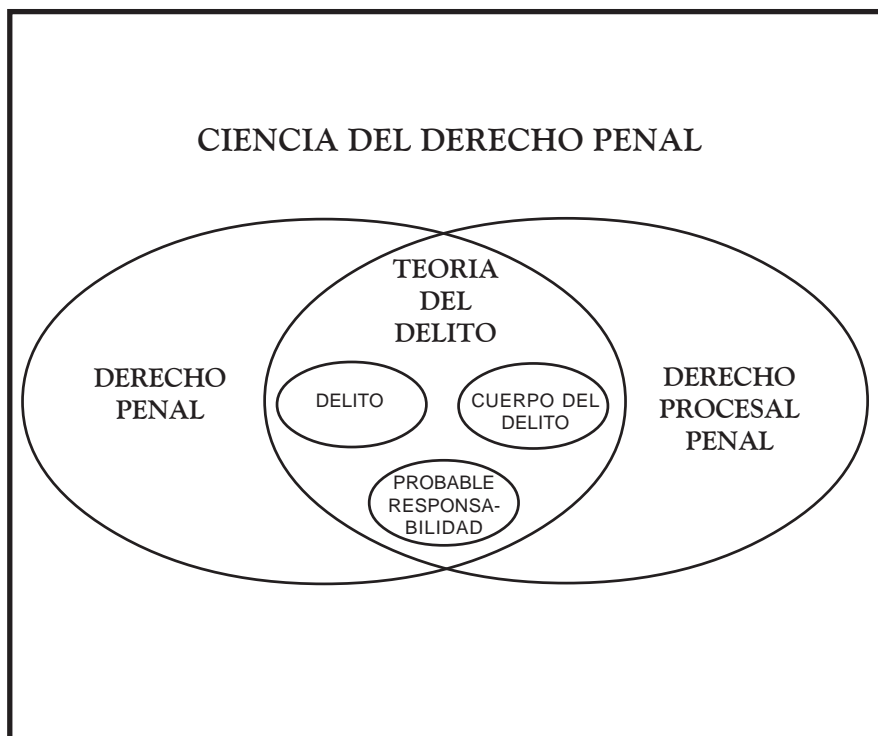 CIENCIA DEL DERECHO PENAL
TEORIA
DEL
DELITO
DERECHO
PENAL
DELITO
CUERPO DEL
DELITO
DERECHO
PROCESAL
PENAL
PROBABLE
RESPONSA-
BILIDAD